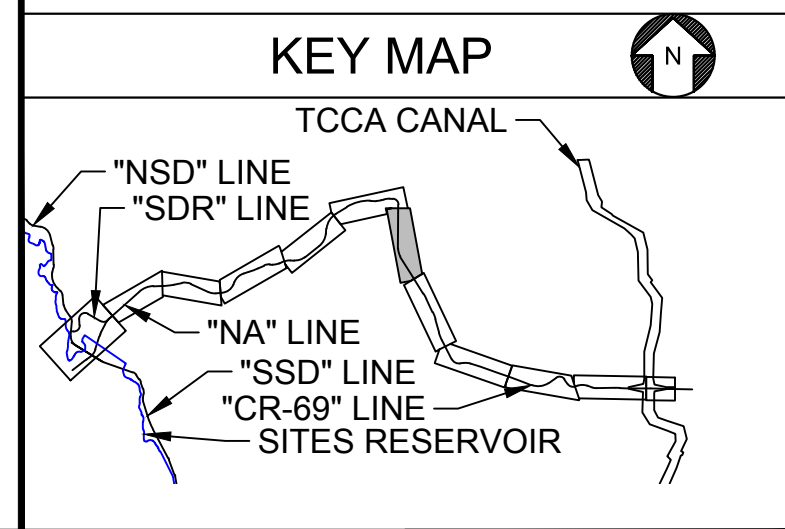 KEY MAP
N
TCCA CANAL
"NSD" LINE
"SDR" LINE
"NA" LINE
"SSD" LINE
"CR-69" LINE
SITES RESERVOIR